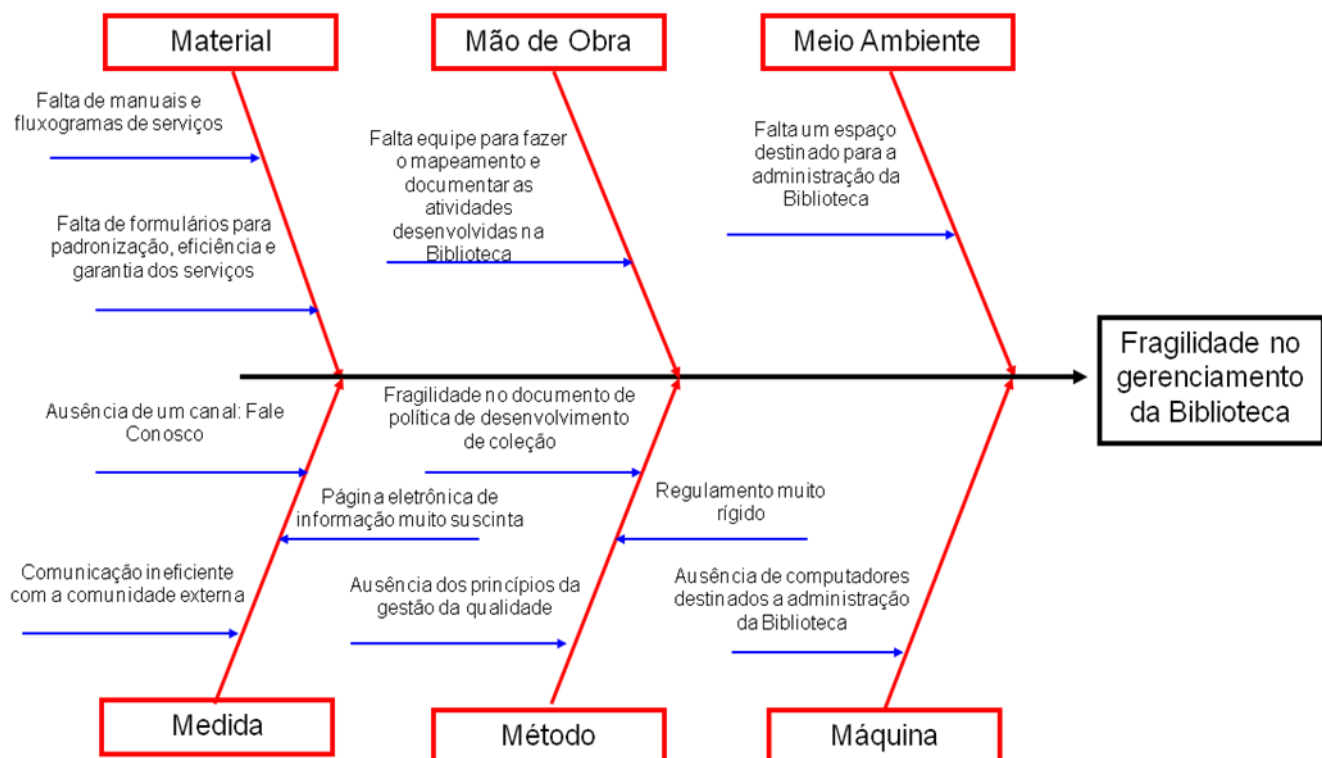 Material
Mão de Obra
Meio Ambiente
Falta de manuais e
fluxogramas de serviços
Falta de formulários para
padronização, eficiência e
garantia dos serviços
Falta equipe para fazer
o mapeamento e
documentar as
atividades
desenvolvidas na
Biblioteca
Falta um espaço
destinado para a
administração da
Biblioteca
Fragilidade no
gerenciamento
da Biblioteca
Ausência de um canal: Fale
Conosco
Página eletrônica de
informação muito suscinta
Comunicação ineficiente
com a comunidade externa
Fragilidade no documento de
política de desenvolvimento
de coleção
Regulamento muito
rígido
Ausência dos princípios da
gestão da qualidade
Ausência de computadores
destinados a administração
da Biblioteca
Medida
Método
Máquina